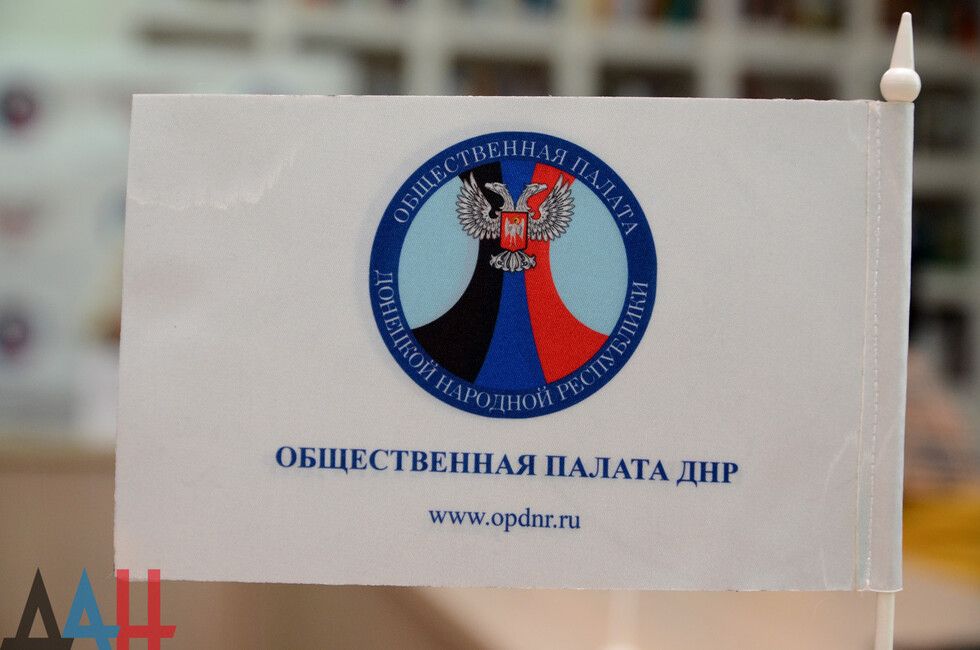 ОБЩЕСТВЕННАЯ ПАЛАТА
ДОНЕЦКОЙ НАРОДНОЙ РЕСПУБЛИКИ
ОБЩЕСТВЕННАЯ ПАЛАТА ДНР
www.opdnr.ru
ДАН